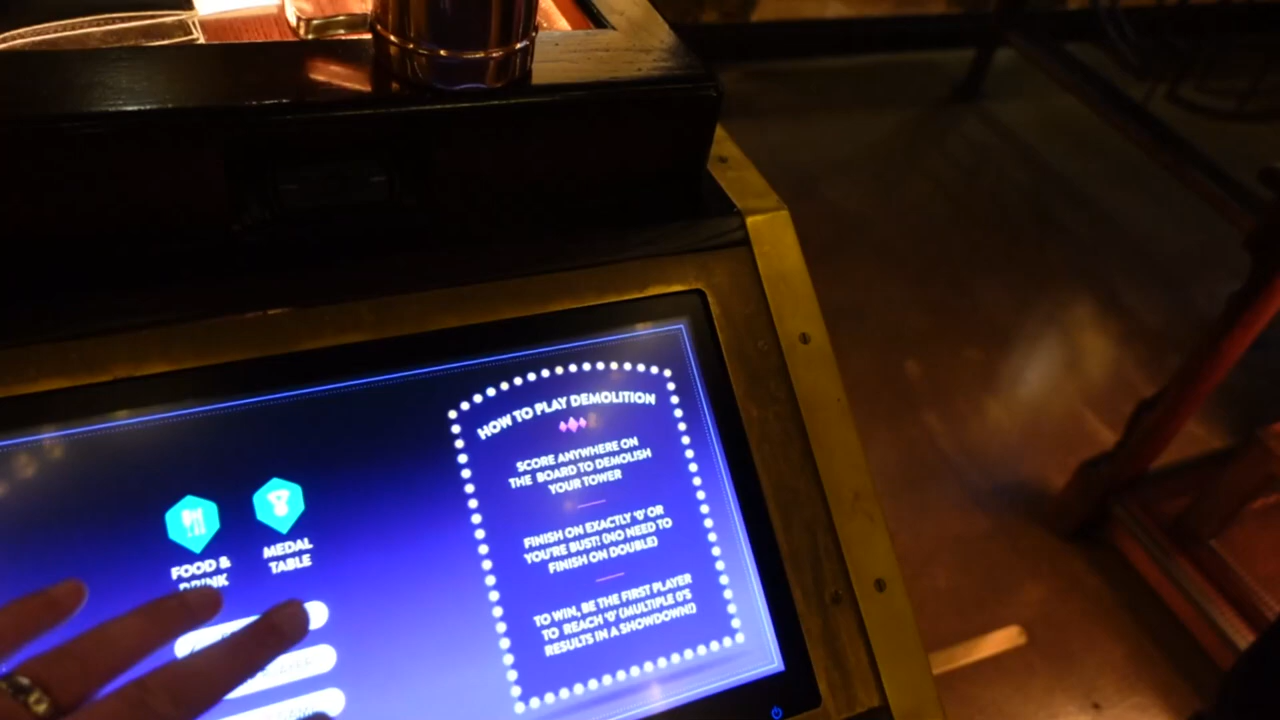 HOW TO PLAY DEMOLITION
SCORE ANYWHERE ON
THE BOARD TO DEMOLISH
YOUR TOWER
FINISH ON EXACTLY '0' OR
YOU'RE BUST! (NO NEED TO
FINISH ON DOUBLE)
TO WIN, BE THE FIRST PLAYER
TO REACH '0' (MULTIPLE 0'S
RESULTS IN A SHOWDOWN!)
FOOD &
DRINK
MEDAL
TABLE